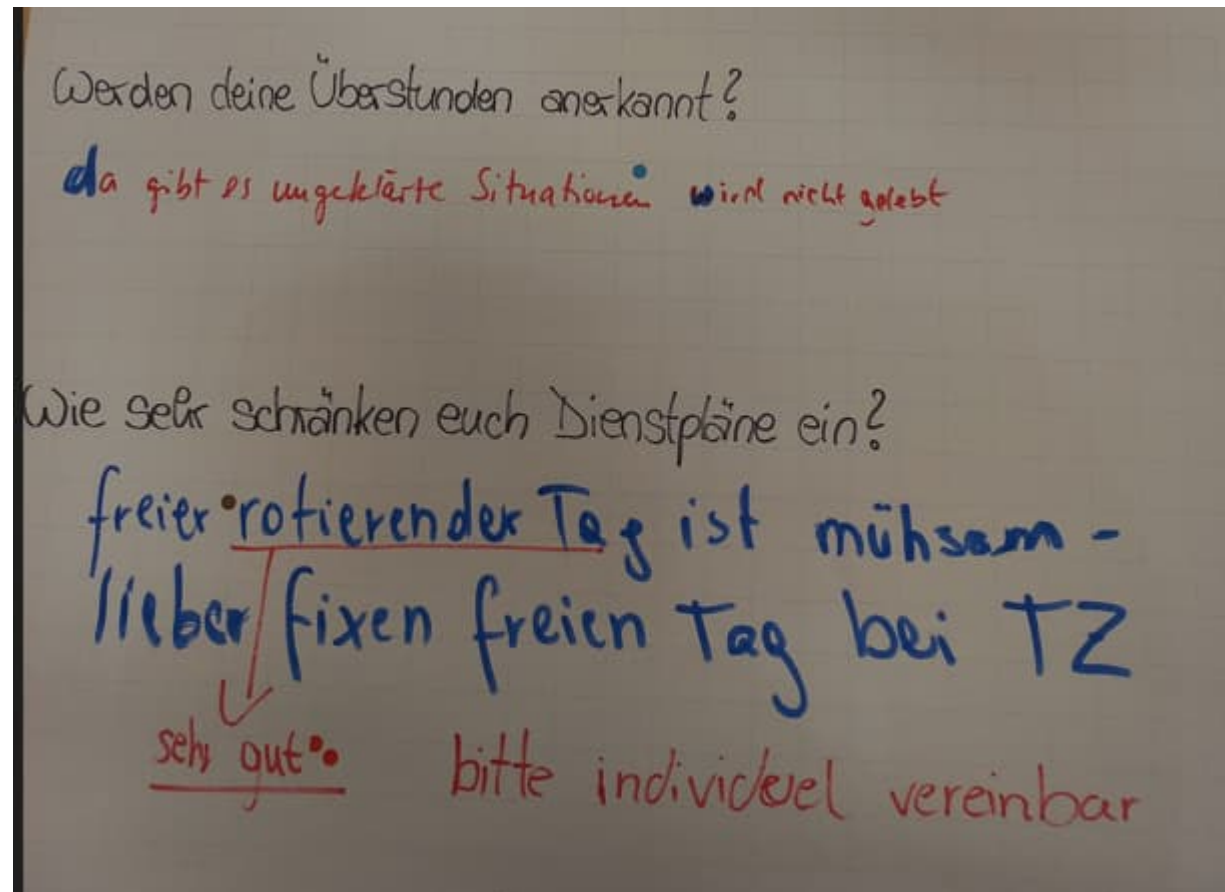 Werden deine Überstunden anerkannt?
da gibt es ungeklärte Situationen wird nicht gelebt
Wie sehr schränken euch Dienstpläne ein?
freier rotierender Tag ist mühsam -
lieber fixen freien Tag bei TZ
sehr gut bitte individuel vereinbar